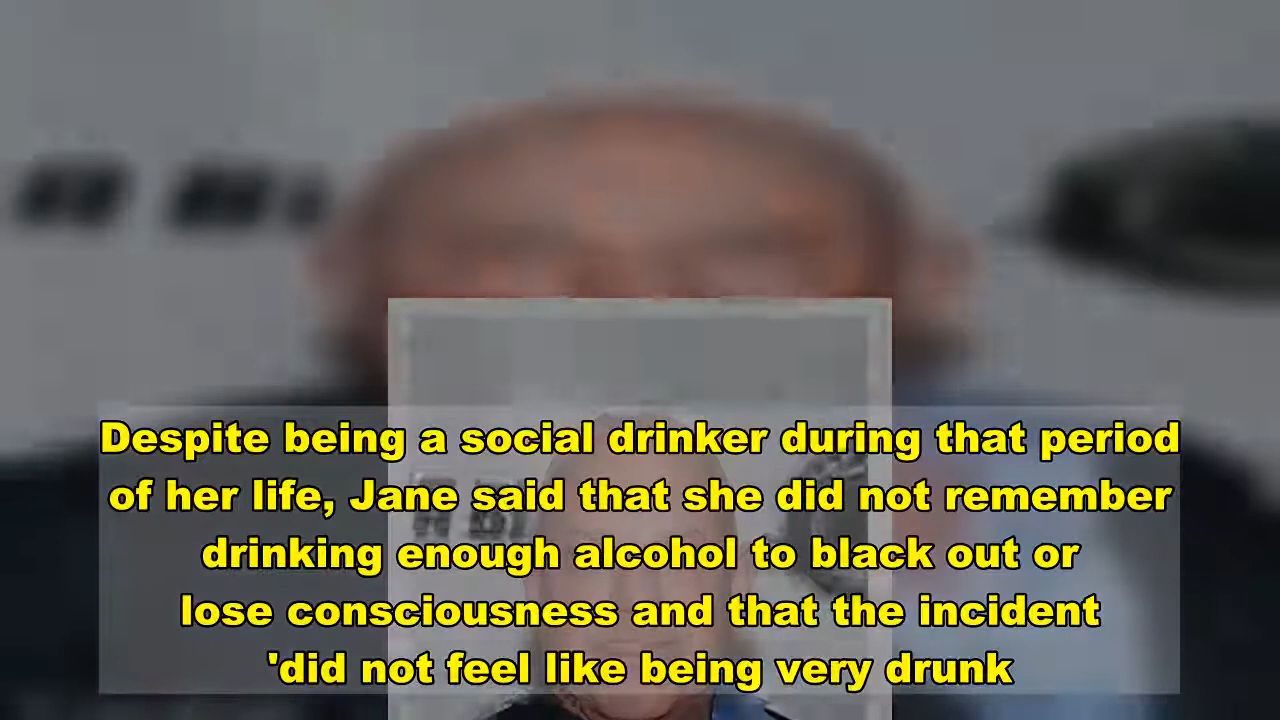 Despite being a social drinker during that period
of her life, Jane said that she did not remember
drinking enough alcohol to black out or
lose consciousness and that the incident
'did not feel like being very drunk